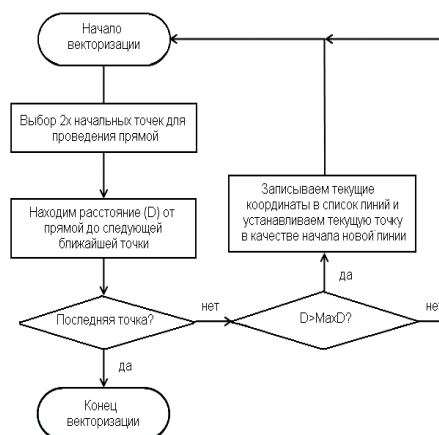 Начало
векторизации
Выбор 2х начальных точек для
проведения прямой
Находим расстояние (D) от
прямой до следующей
ближайшей точки
Записываем текущие
координаты в список линий и
устанавливаем текущую точку
в качестве начала новой линии
да
Последняя точка?
нет
D>MaxD?
нет
да
Конец
векторизации